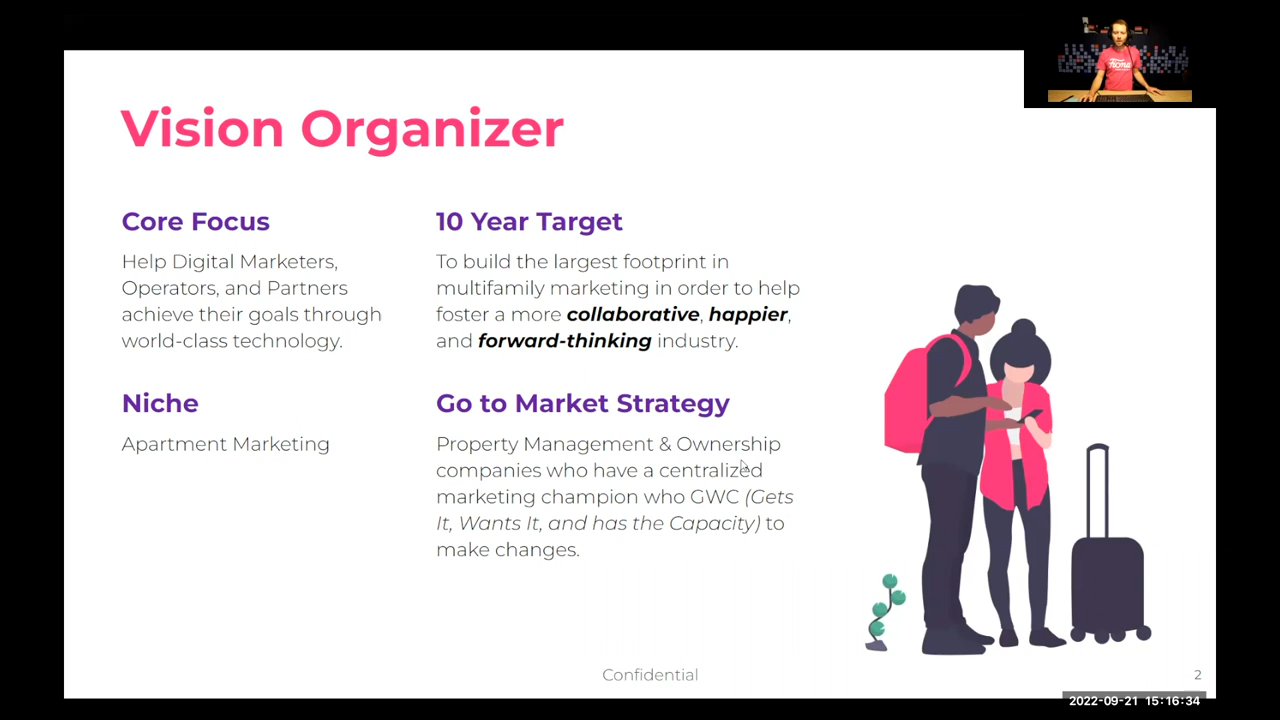 Vision Organizer
Core Focus
Help Digital Marketers,
Operators, and Partners
achieve their goals through
world-class technology.
Niche
Apartment Marketing
10 Year Target
To build the largest footprint in
multifamily marketing in order to help
foster a more collaborative, happier,
and forward-thinking industry.
Go to Market Strategy
Property Management & Ownership
companies who have a centralized
marketing champion who GWC (Gets
It, Wants It, and has the Capacity) to
make changes.
Confidential
2
2022-09-21 15:16:34